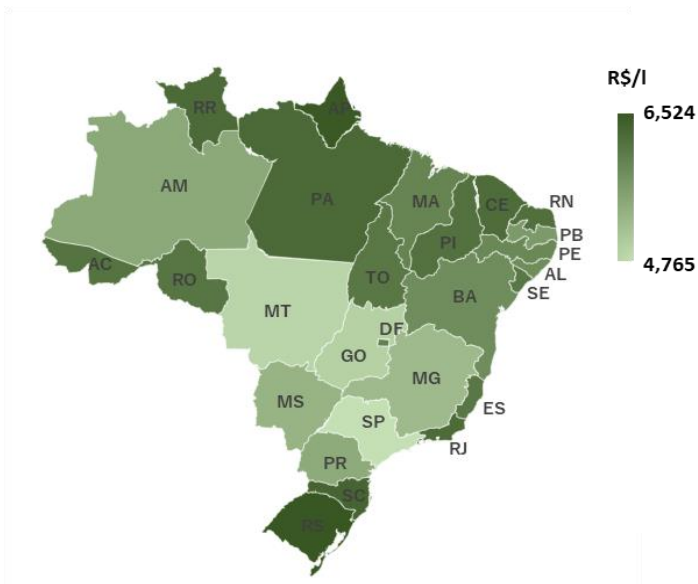 R$/l
6,524
4,765
RR
AP
AM
PA
MA
CE
RN
PB
PE
AL
SE
PI
AC
RO
TO
BA
MT
DF
GO
MG
MS
ES
SP
RJ
PR
SC
RS